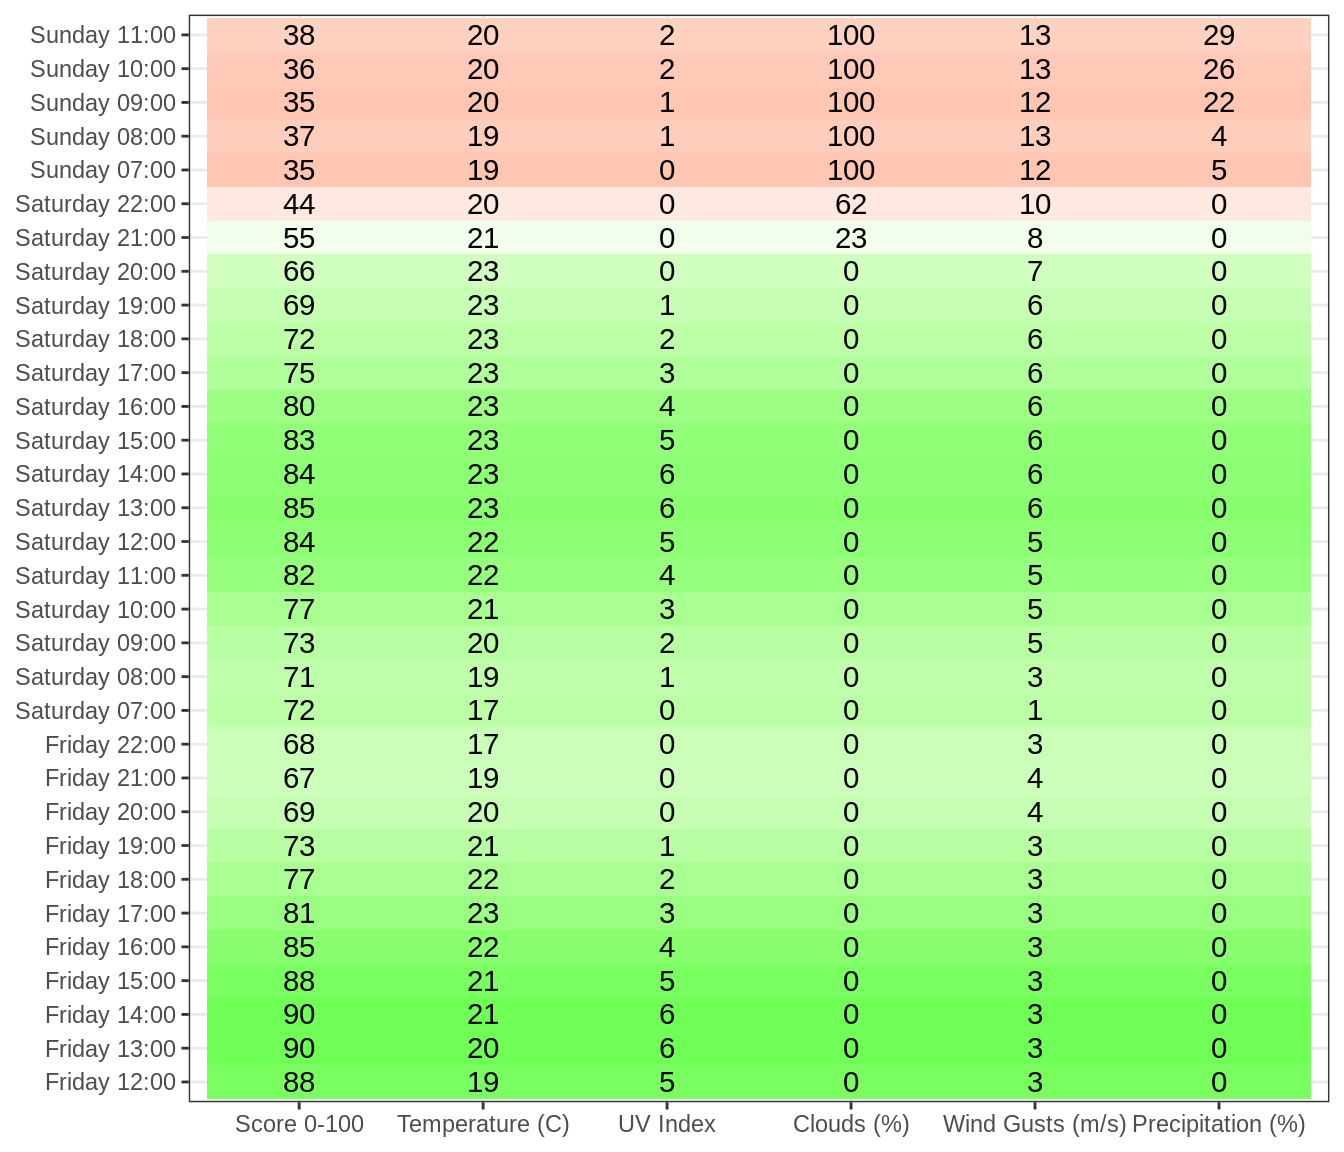 Sunday 11:00 38 20 2 100 13 29
Sunday 10:00 36 20 2 100 13 26
Sunday 09:00 35 20 1 100 12 22
Sunday 08:00 37 19 1 100 13 4
Sunday 07:00 35 19 0 100 12 5
Saturday 22:00 44 20 0 62 10 0
Saturday 21:00 55 21 0 23 8 0
Saturday 20:00 66 23 0 0 7 0
Saturday 19:00 69 23 1 0 6 0
Saturday 18:00 72 23 2 0 6 0
Saturday 17:00 75 23 3 0 6 0
Saturday 16:00 80 23 4 0 6 0
Saturday 15:00 83 23 5 0 6 0
Saturday 14:00 84 23 6 0 6 0
Saturday 13:00 85 23 6 0 6 0
Saturday 12:00 84 22 5 0 5 0
Saturday 11:00 82 22 4 0 5 0
Saturday 10:00 77 21 3 0 5 0
Saturday 09:00 73 20 2 0 5 0
Saturday 08:00 71 19 1 0 3 0
Saturday 07:00 72 17 0 0 1 0
Friday 22:00 68 17 0 0 3 0
Friday 21:00 67 19 0 0 4 0
Friday 20:00 69 20 0 0 4 0
Friday 19:00 73 21 1 0 3 0
Friday 18:00 77 22 2 0 3 0
Friday 17:00 81 23 3 0 3 0
Friday 16:00 85 22 4 0 3 0
Friday 15:00 88 21 5 0 3 0
Friday 14:00 90 21 6 0 3 0
Friday 13:00 90 20 6 0 3 0
Friday 12:00 88 19 5 0 3 0
Score 0-100 Temperature (C) UV Index Clouds (%) Wind Gusts (m/s) Precipitation (%)